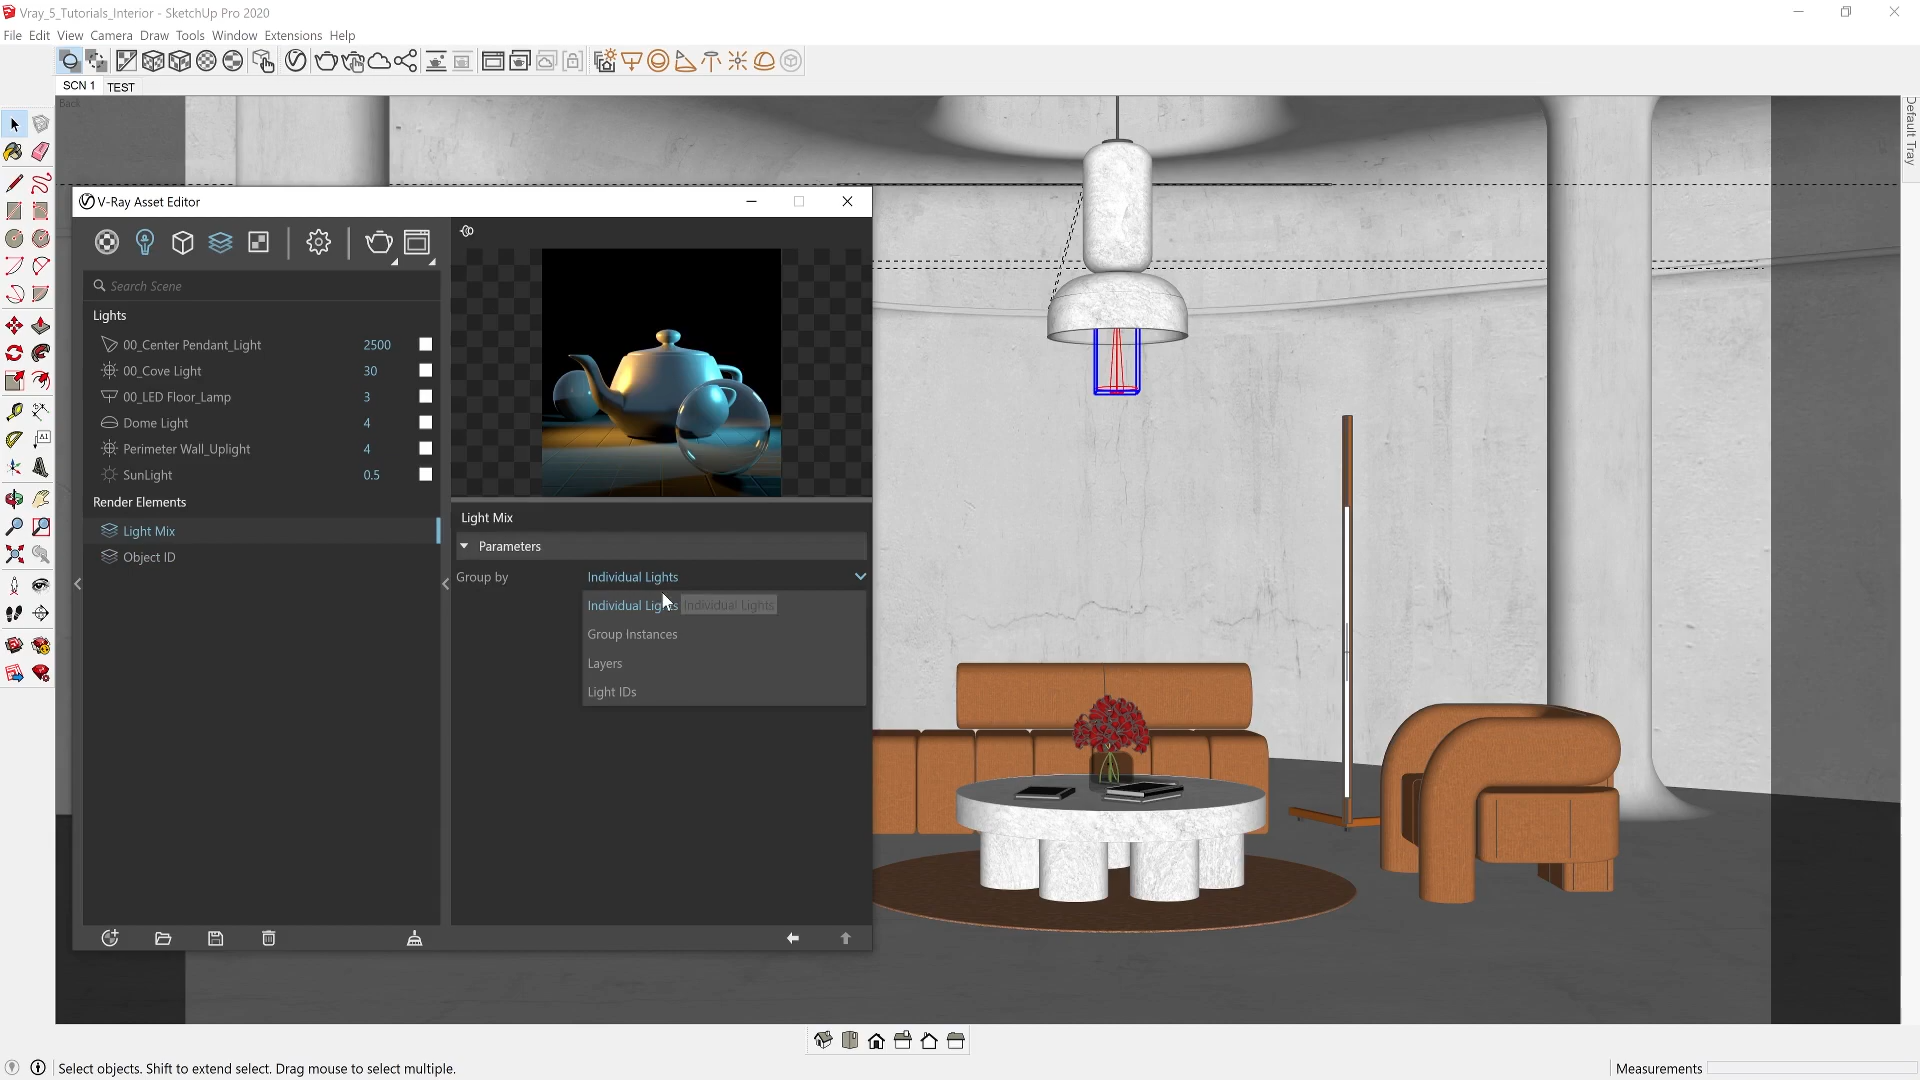 Vray_5_Tutorials_Interior - SketchUp Pro 2020
File Edit View Camera Draw Tools Window Extensions Help
SCN 1 TEST
Back
Default Tray
V-Ray Asset Editor
Search Scene
Lights
00_Center Pendant_Light 2500
00_Cove Light 30
00_LED Floor_Lamp 3
Dome Light 4
Perimeter Wall_Uplight 4
SunLight 0.5
Render Elements
Light Mix
Object ID
Light Mix
Parameters
Group by Individual Lights
Individual Lights Individual Lights
Group Instances
Layers
Light IDs
Select objects. Shift to extend select. Drag mouse to select multiple.
Measurements